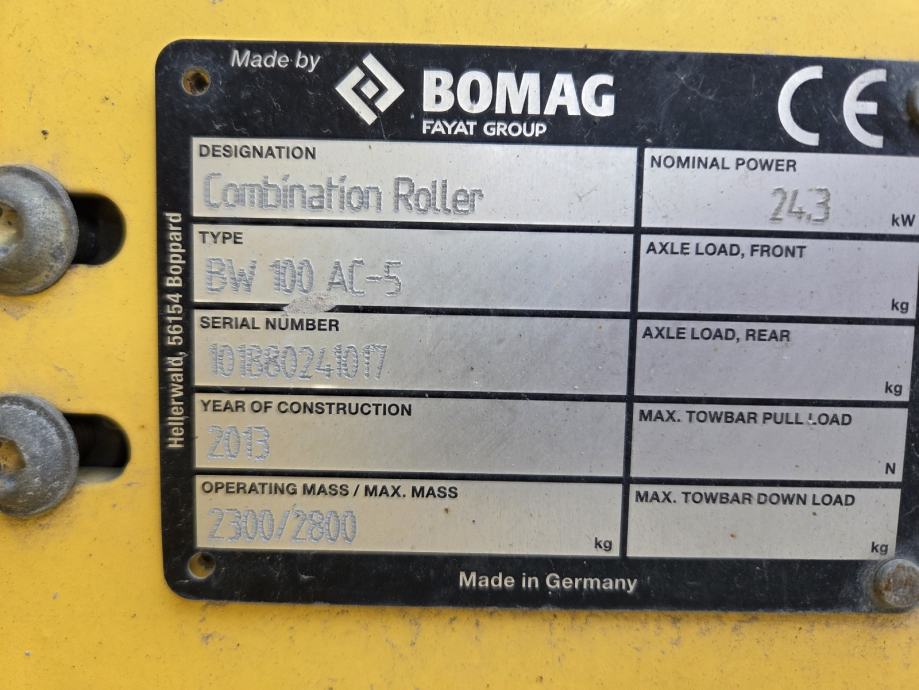 Made by
BOMAG
FAYAT GROUP
CE
Hellerwald, 56154 Boppard
DESIGNATION
Combination Roller
TYPE
BW 100 AC-5
SERIAL NUMBER
101880241017
YEAR OF CONSTRUCTION
2013
OPERATING MASS / MAX. MASS
2300/2800 kg
NOMINAL POWER
24,3 kW
AXLE LOAD, FRONT
kg
AXLE LOAD, REAR
kg
MAX. TOWBAR PULL LOAD
N
MAX. TOWBAR DOWN LOAD
kg
Made in Germany